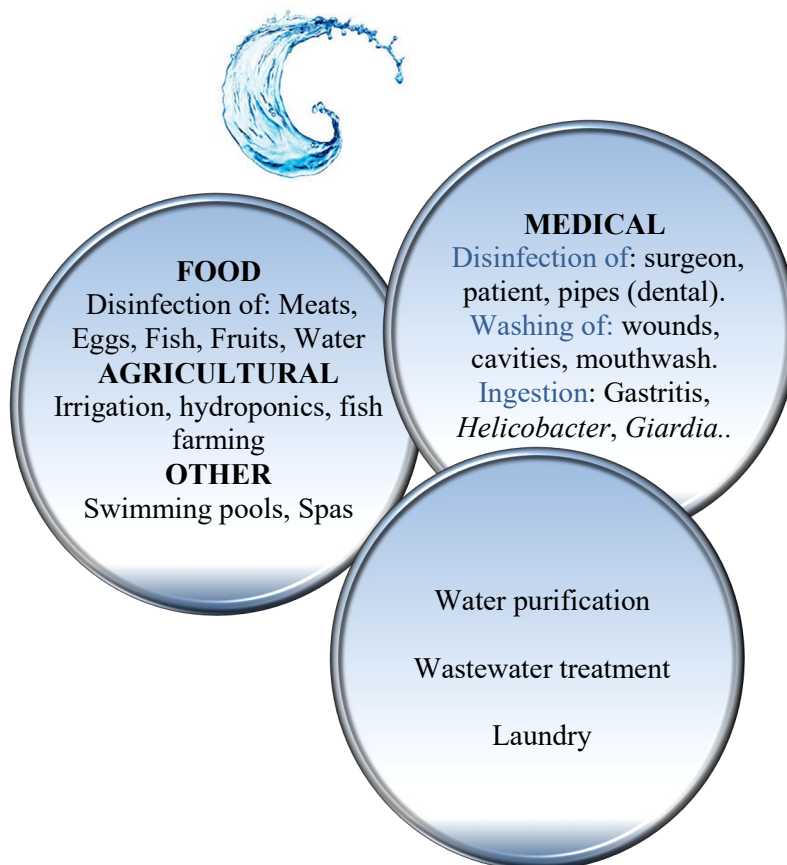 FOOD
Disinfection of: Meats,
Eggs, Fish, Fruits, Water
AGRICULTURAL
Irrigation, hydroponics, fish
farming
OTHER
Swimming pools, Spas
MEDICAL
Disinfection of: surgeon,
patient, pipes (dental).
Washing of: wounds,
cavities, mouthwash.
Ingestion: Gastritis,
Helicobacter, Giardia..
Water purification
Wastewater treatment
Laundry